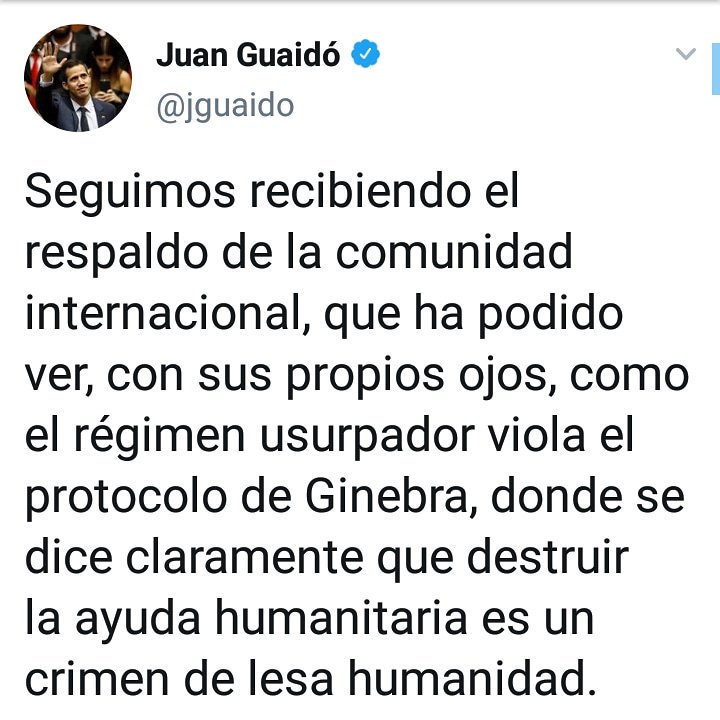 Juan Guaidó
@jguaido
Seguimos recibiendo el
respaldo de la comunidad
internacional, que ha podido
ver, con sus propios ojos, como
el régimen usurpador viola el
protocolo de Ginebra, donde se
dice claramente que destruir
la ayuda humanitaria es un
crimen de lesa humanidad.